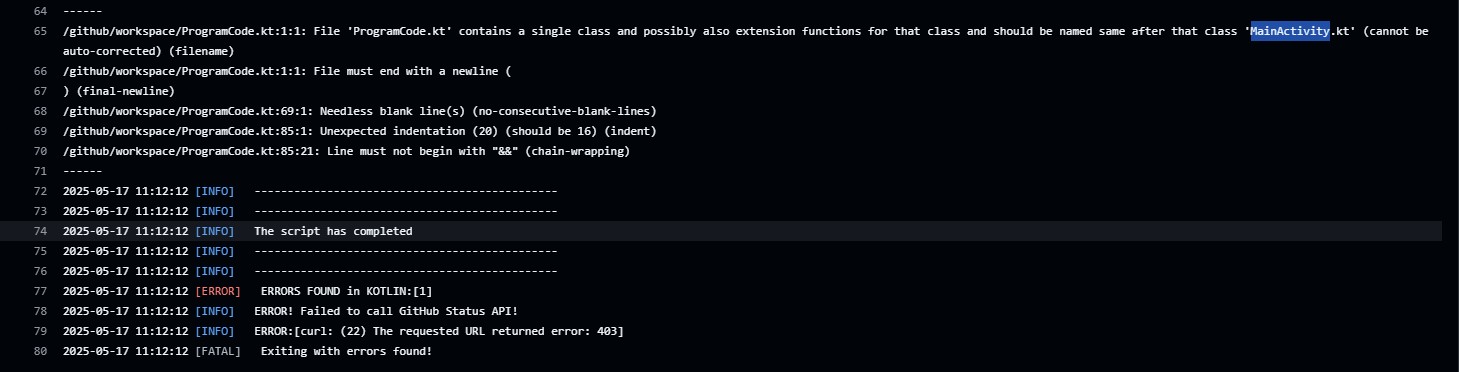 64 ------
65 /github/workspace/ProgramCode.kt:1:1: File 'ProgramCode.kt' contains a single class and possibly also extension functions for that class and should be named same after that class 'MainActivity.kt' (cannot be
auto-corrected) (filename)
66 /github/workspace/ProgramCode.kt:1:1: File must end with a newline (
67 ) (final-newline)
68 /github/workspace/ProgramCode.kt:69:1: Needless blank line(s) (no-consecutive-blank-lines)
69 /github/workspace/ProgramCode.kt:85:1: Unexpected indentation (20) (should be 16) (indent)
70 /github/workspace/ProgramCode.kt:85:21: Line must not begin with "&&" (chain-wrapping)
71 ------
72 2025-05-17 11:12:12 [INFO] ----------------------------------------------
73 2025-05-17 11:12:12 [INFO] ----------------------------------------------
74 2025-05-17 11:12:12 [INFO] The script has completed
75 2025-05-17 11:12:12 [INFO] ----------------------------------------------
76 2025-05-17 11:12:12 [INFO] ----------------------------------------------
77 2025-05-17 11:12:12 [ERROR] ERRORS FOUND in KOTLIN:[1]
78 2025-05-17 11:12:12 [INFO] ERROR! Failed to call GitHub Status API!
79 2025-05-17 11:12:12 [INFO] ERROR:[curl: (22) The requested URL returned error: 403]
80 2025-05-17 11:12:12 [FATAL] Exiting with errors found!